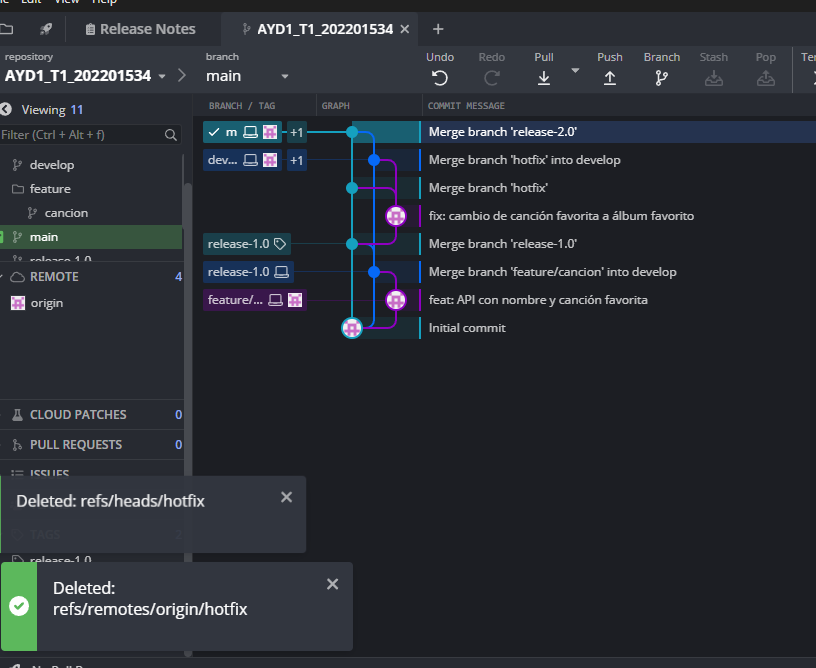 Edit View Help
Release Notes
AYD1_T1_202201534
repository
AYD1_T1_202201534
branch
main
Undo
Redo
Pull
Push
Branch
Stash
Pop
Viewing 11
Filter (Ctrl + Alt + f)
BRANCH / TAG
GRAPH
COMMIT MESSAGE
m +1 Merge branch 'release-2.0'
dev... +1 Merge branch 'hotfix' into develop
Merge branch 'hotfix'
fix: cambio de canción favorita a álbum favorito
release-1.0 Merge branch 'release-1.0'
release-1.0 Merge branch 'feature/cancion' into develop
feature/... feat: API con nombre y canción favorita
Initial commit
develop
feature
cancion
main
release-1.0
REMOTE 4
origin
CLOUD PATCHES 0
PULL REQUESTS 0
ISSUES
Deleted: refs/heads/hotfix
TAGS 2
release-1.0
Deleted:
refs/remotes/origin/hotfix